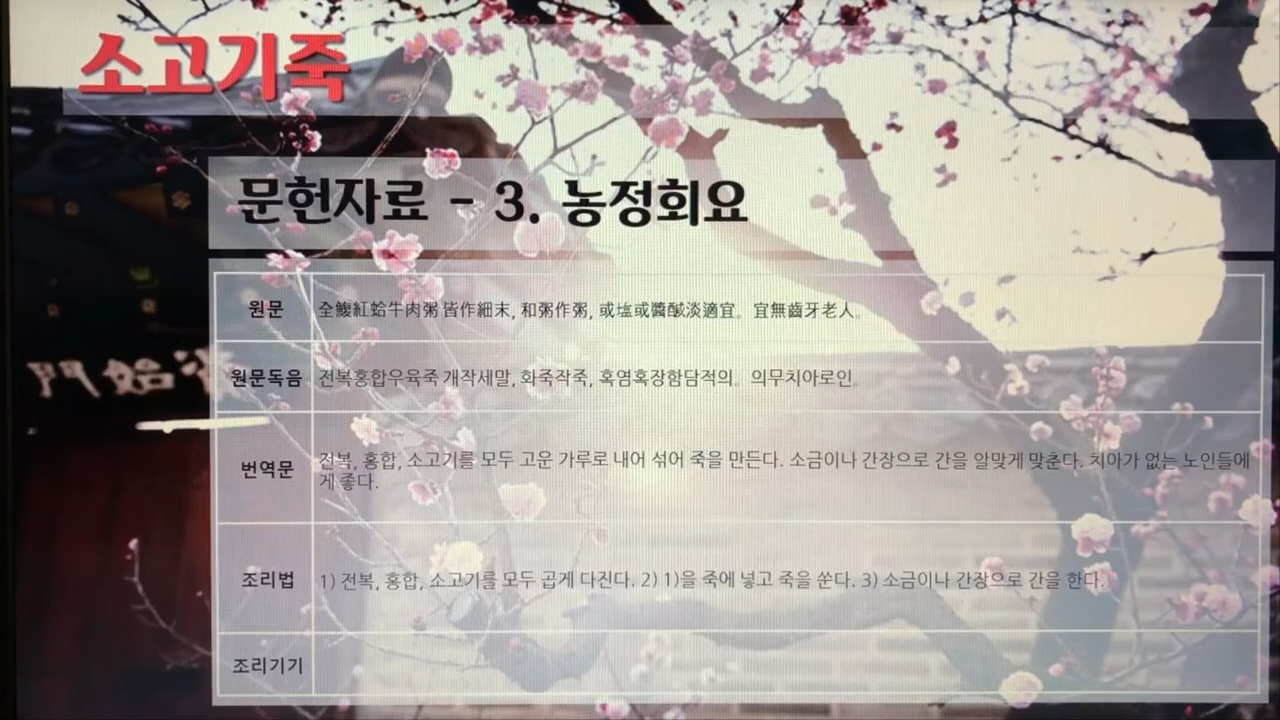 소고기죽
문헌자료 - 3. 농정회요
원문 全鰒紅蛤牛肉粥 皆作細末, 和粥作粥, 或塩或醬醎淡適宜。宜無齒牙老人。
원문독음 전복홍합우육죽 개작세말, 화죽작죽, 혹염혹장함담적의。의무치아로인。
번역문 전복, 홍합, 소고기를 모두 고운 가루로 내어 섞어 죽을 만든다. 소금이나 간장으로 간을 알맞게 맞춘다. 치아가 없는 노인들에
게 좋다.
조리법 1) 전복, 홍합, 소고기를 모두 곱게 다진다. 2) 1)을 죽에 넣고 죽을 쑨다. 3) 소금이나 간장으로 간을 한다.
조리기기